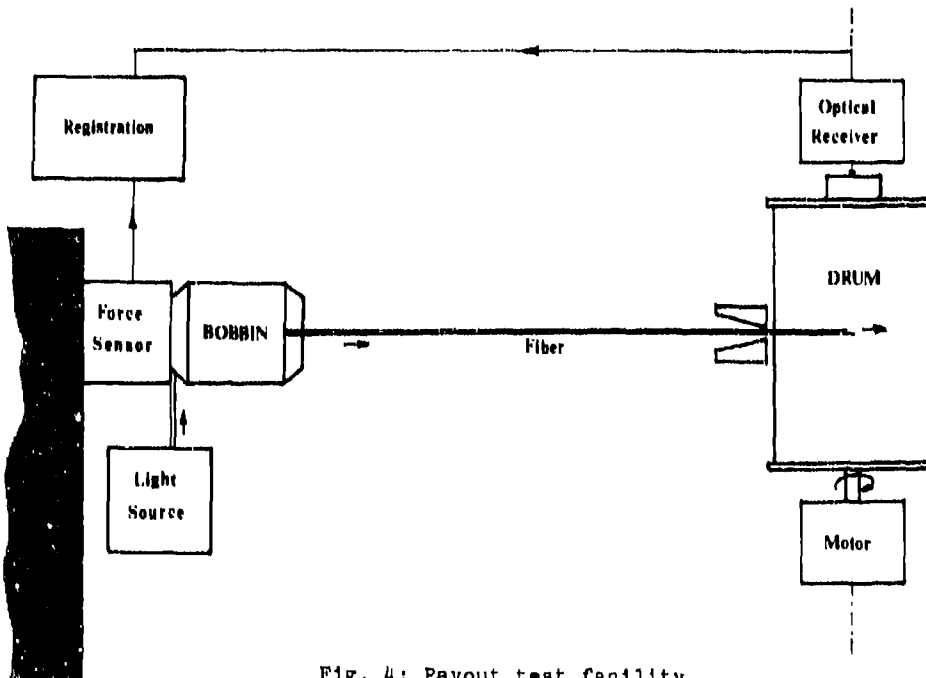 Registration
Optical
Receiver
DRUM
Force
Sensor
BOBBIN
Fiber
Light
Source
Motor
Fig. 4: Payout test facility